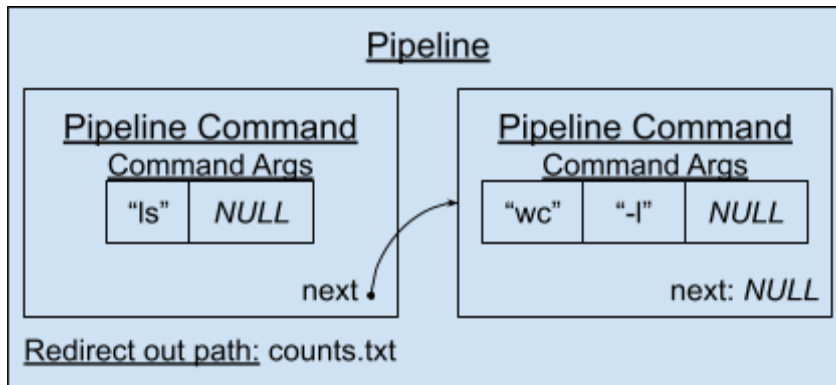 Pipeline
Pipeline Command
Command Args
“ls” NULL
next
Pipeline Command
Command Args
“wc” “-l” NULL
next: NULL
Redirect out path: counts.txt